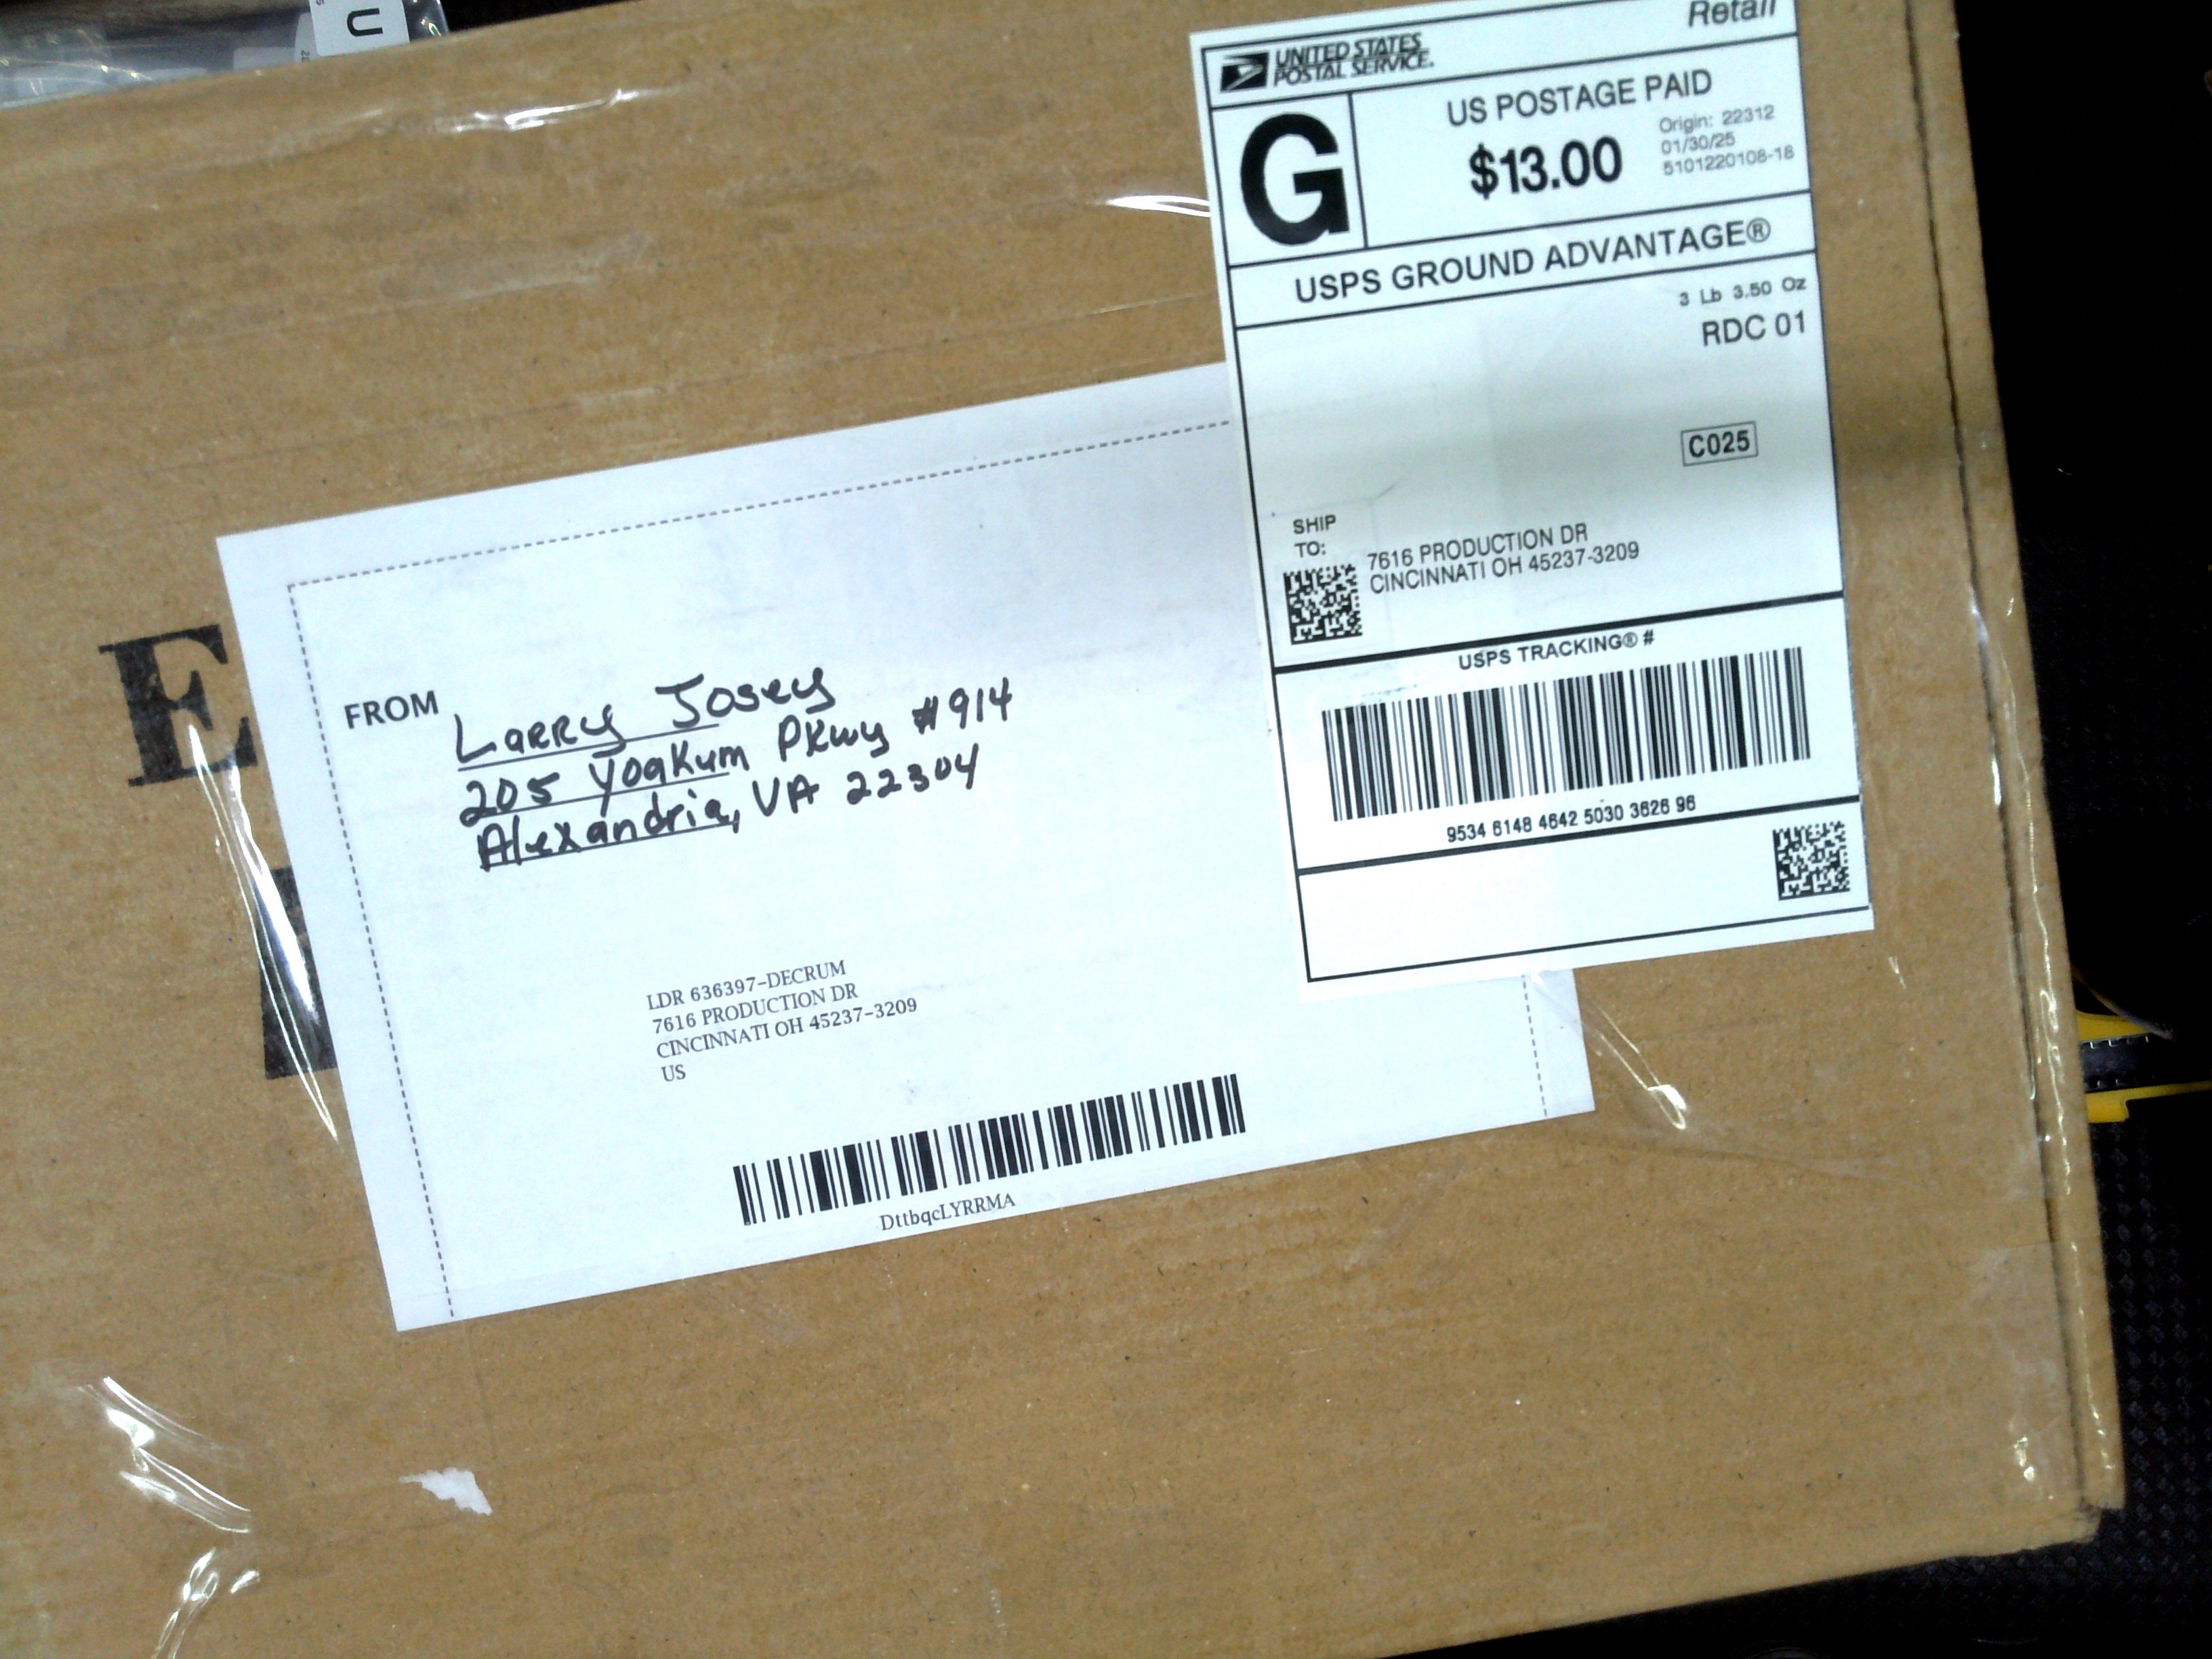 U
Retail
UNITED STATES
POSTAL SERVICE.
G
US POSTAGE PAID
$13.00
Origin: 22312
01/30/25
5101220108-18
USPS GROUND ADVANTAGE®
3 Lb 3.50 Oz
RDC 01
C025
SHIP
TO:
7616 PRODUCTION DR
CINCINNATI OH 45237-3209
USPS TRACKING® #
9534 6148 4642 5030 3626 96
E
FROM
Larry Josey
205 Yoakum Pkwy #914
Alexandria, VA 22304
LDR 636397-DECRUM
7616 PRODUCTION DR
CINCINNATI OH 45237-3209
US
DttbqcLYRRMA